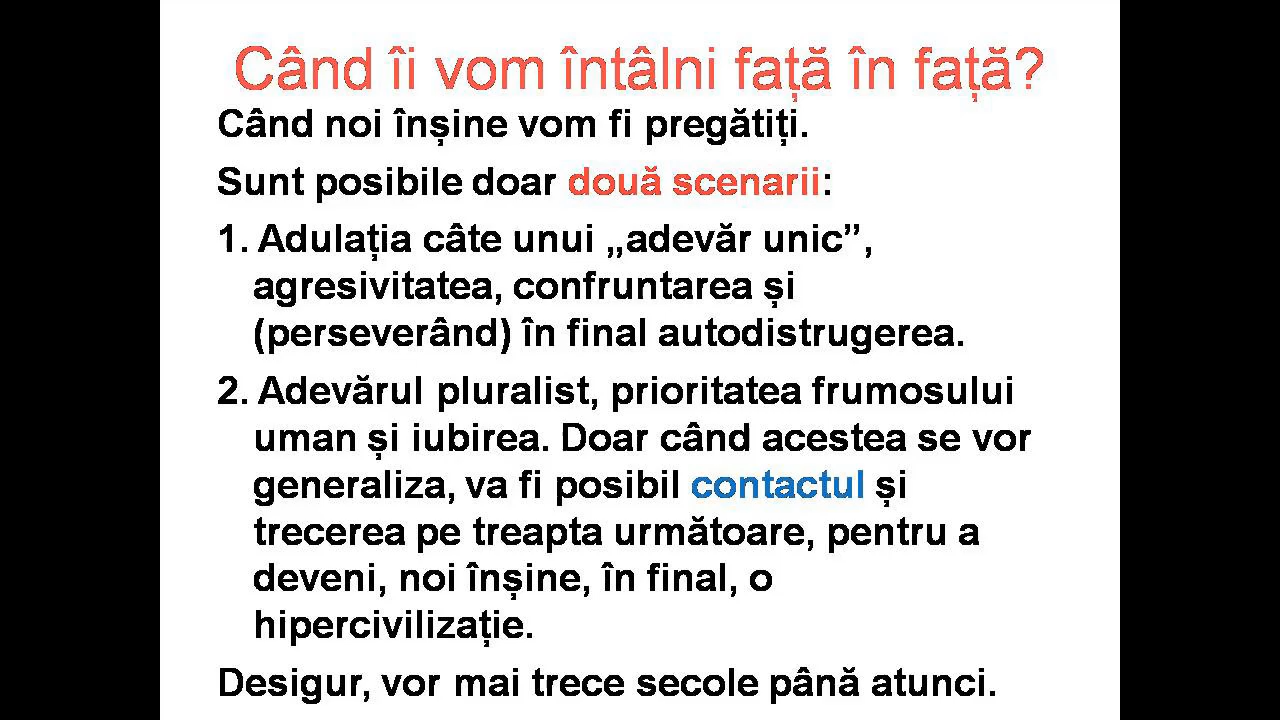 Când îi vom întâlni față în față?
Când noi înșine vom fi pregătiți.
Sunt posibile doar două scenarii:
1. Adulația câte unui „adevăr unic”,
agresivitatea, confruntarea și
(perseverând) în final autodistrugerea.
2. Adevărul pluralist, prioritatea frumosului
uman și iubirea. Doar când acestea se vor
generaliza, va fi posibil contactul și
trecerea pe treapta următoare, pentru a
deveni, noi înșine, în final, o
hipercivilizație.
Desigur, vor mai trece secole până atunci.